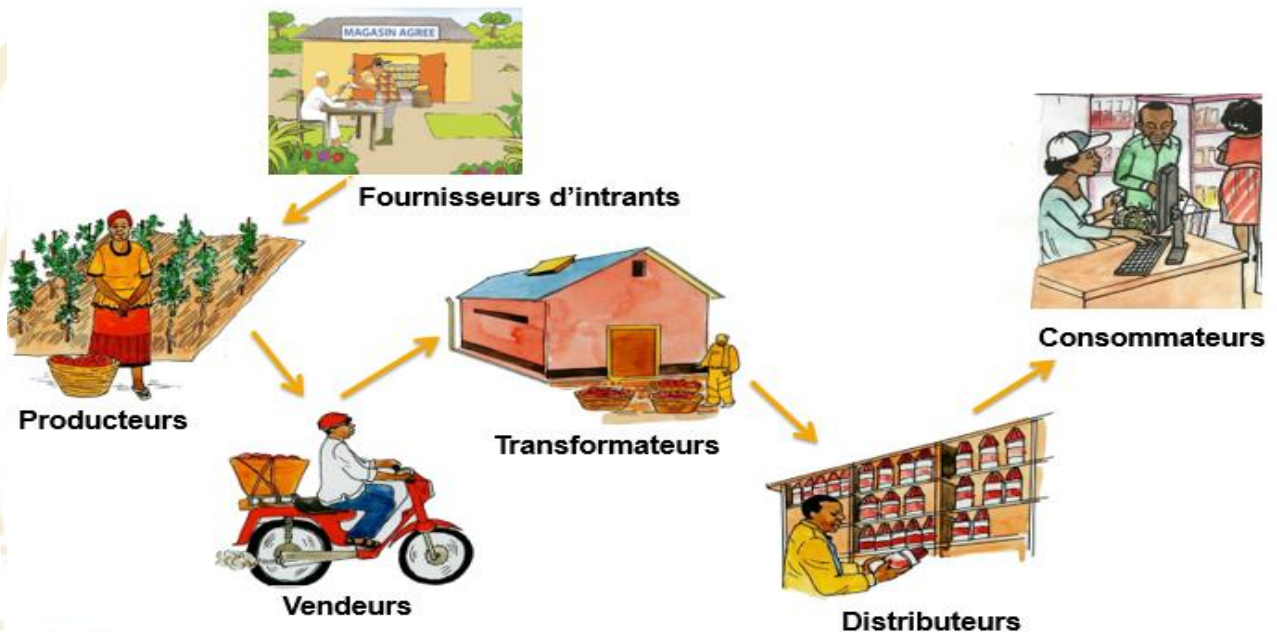 MAGASIN AGREE
Fournisseurs d’intrants
Producteurs
Vendeurs
Transformateurs
Distributeurs
Consommateurs